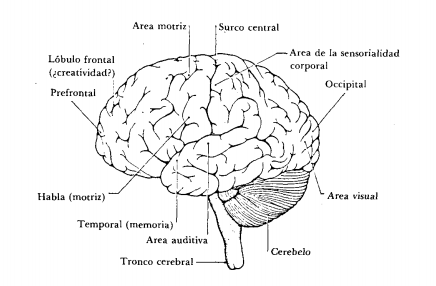 Area motriz
Surco central
Lóbulo frontal
(¿creatividad?)
Area de la sensorialidad
corporal
Prefrontal
Occipital
Habla (motriz)
Area visual
Temporal (memoria)
Area auditiva
Cerebelo
Tronco cerebral